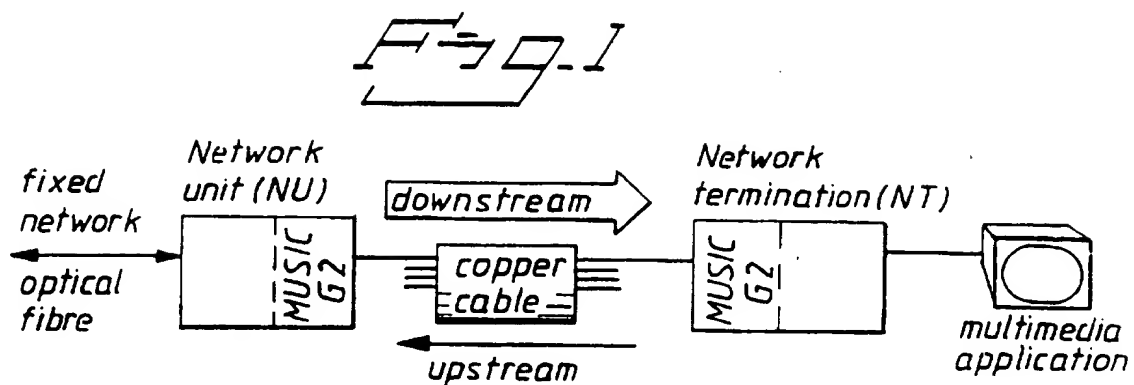 Fig. 1
Network
unit (NU)
fixed
network
optical
fibre
MUSIC
G2
downstream
copper
cable
upstream
Network
termination (NT)
MUSIC
G2
multimedia
application